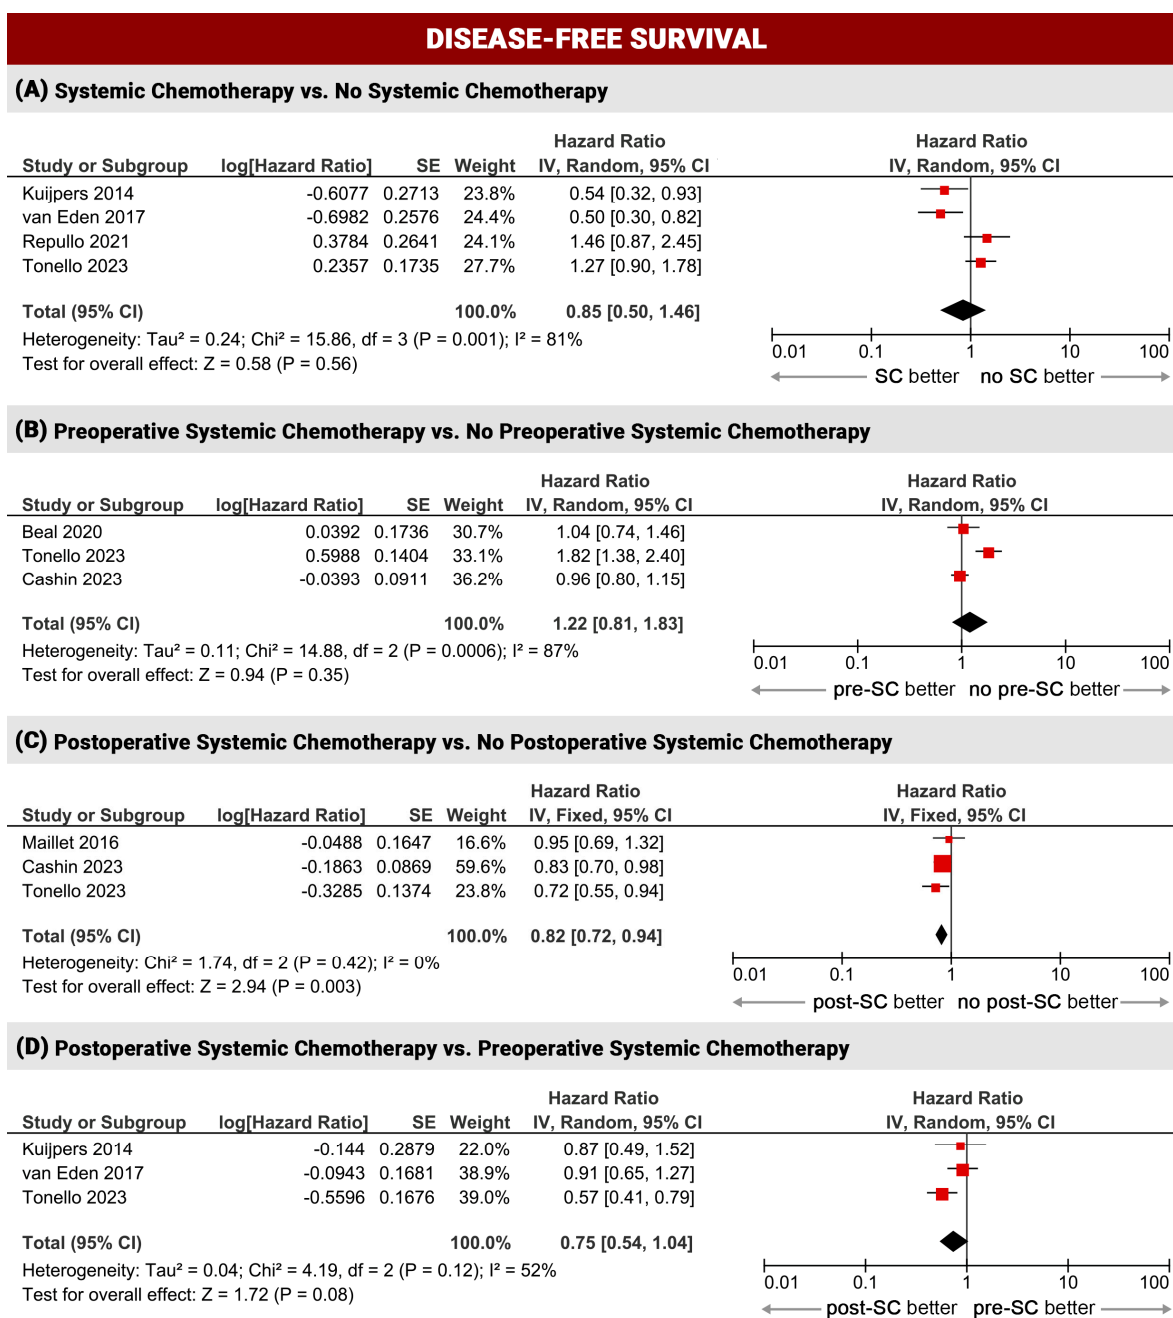 DISEASE-FREE SURVIVAL
(A) Systemic Chemotherapy vs. No Systemic Chemotherapy
Hazard Ratio Hazard Ratio
Study or Subgroup log[Hazard Ratio] SE Weight IV, Random, 95% CI IV, Random, 95% CI
Kuijpers 2014 -0.6077 0.2713 23.8% 0.54 [0.32, 0.93]
van Eden 2017 -0.6982 0.2576 24.4% 0.50 [0.30, 0.82]
Repullo 2021 0.3784 0.2641 24.1% 1.46 [0.87, 2.45]
Tonello 2023 0.2357 0.1735 27.7% 1.27 [0.90, 1.78]
Total (95% CI) 100.0% 0.85 [0.50, 1.46]
Heterogeneity: Tau² = 0.24; Chi² = 15.86, df = 3 (P = 0.001); I² = 81%
Test for overall effect: Z = 0.58 (P = 0.56)
0.01 0.1 1 10 100
SC better no SC better
(B) Preoperative Systemic Chemotherapy vs. No Preoperative Systemic Chemotherapy
Hazard Ratio Hazard Ratio
Study or Subgroup log[Hazard Ratio] SE Weight IV, Random, 95% CI IV, Random, 95% CI
Beal 2020 0.0392 0.1736 30.7% 1.04 [0.74, 1.46]
Tonello 2023 0.5988 0.1404 33.1% 1.82 [1.38, 2.40]
Cashin 2023 -0.0393 0.0911 36.2% 0.96 [0.80, 1.15]
Total (95% CI) 100.0% 1.22 [0.81, 1.83]
Heterogeneity: Tau² = 0.11; Chi² = 14.88, df = 2 (P = 0.0006); I² = 87%
Test for overall effect: Z = 0.94 (P = 0.35)
0.01 0.1 1 10 100
pre-SC better no pre-SC better
(C) Postoperative Systemic Chemotherapy vs. No Postoperative Systemic Chemotherapy
Hazard Ratio Hazard Ratio
Study or Subgroup log[Hazard Ratio] SE Weight IV, Fixed, 95% CI IV, Fixed, 95% CI
Maillet 2016 -0.0488 0.1647 16.6% 0.95 [0.69, 1.32]
Cashin 2023 -0.1863 0.0869 59.6% 0.83 [0.70, 0.98]
Tonello 2023 -0.3285 0.1374 23.8% 0.72 [0.55, 0.94]
Total (95% CI) 100.0% 0.82 [0.72, 0.94]
Heterogeneity: Chi² = 1.74, df = 2 (P = 0.42); I² = 0%
Test for overall effect: Z = 2.94 (P = 0.003)
0.01 0.1 1 10 100
post-SC better no post-SC better
(D) Postoperative Systemic Chemotherapy vs. Preoperative Systemic Chemotherapy
Hazard Ratio Hazard Ratio
Study or Subgroup log[Hazard Ratio] SE Weight IV, Random, 95% CI IV, Random, 95% CI
Kuijpers 2014 -0.144 0.2879 22.0% 0.87 [0.49, 1.52]
van Eden 2017 -0.0943 0.1681 38.9% 0.91 [0.65, 1.27]
Tonello 2023 -0.5596 0.1676 39.0% 0.57 [0.41, 0.79]
Total (95% CI) 100.0% 0.75 [0.54, 1.04]
Heterogeneity: Tau² = 0.04; Chi² = 4.19, df = 2 (P = 0.12); I² = 52%
Test for overall effect: Z = 1.72 (P = 0.08)
0.01 0.1 1 10 100
post-SC better pre-SC better